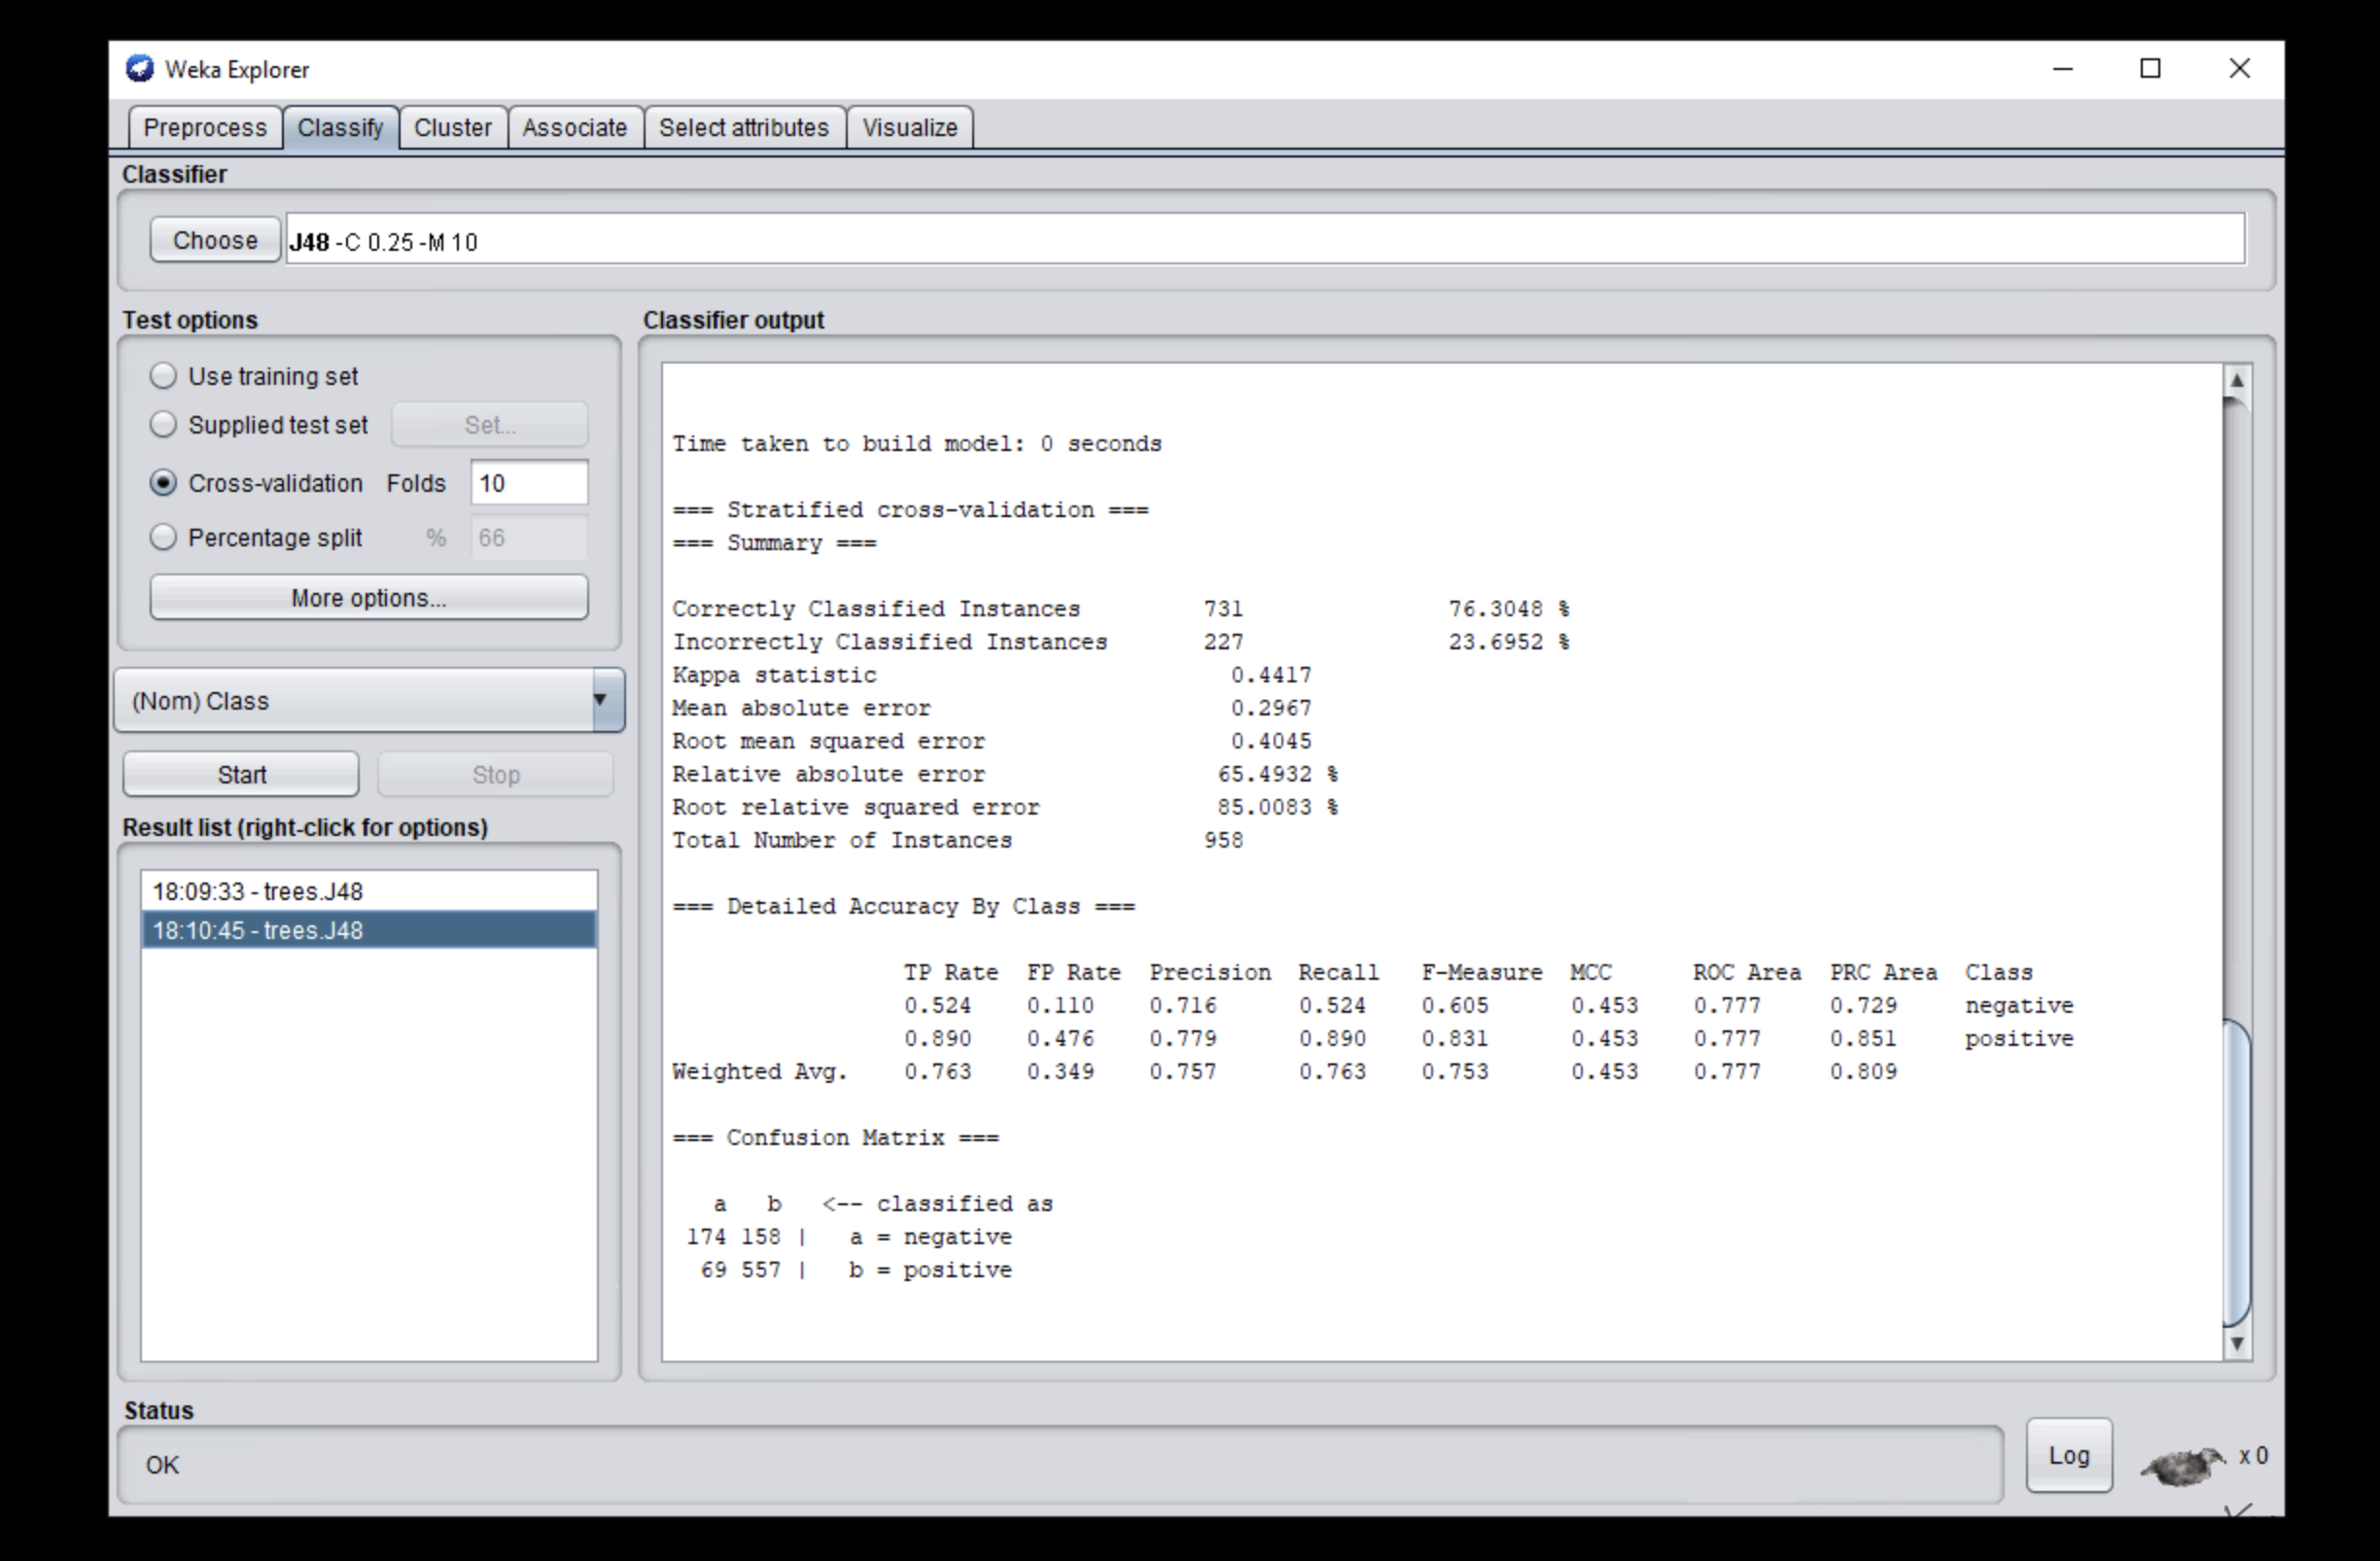 Weka Explorer
Preprocess Classify Cluster Associate Select attributes Visualize
Classifier
Choose J48 -C 0.25 -M 10
Test options
Use training set
Supplied test set Set...
Cross-validation Folds 10
Percentage split % 66
More options...
(Nom) Class
Start Stop
Result list (right-click for options)
18:09:33 - trees.J48
18:10:45 - trees.J48
Classifier output
Time taken to build model: 0 seconds
=== Stratified cross-validation ===
=== Summary ===
Correctly Classified Instances 731 76.3048 %
Incorrectly Classified Instances 227 23.6952 %
Kappa statistic 0.4417
Mean absolute error 0.2967
Root mean squared error 0.4045
Relative absolute error 65.4932 %
Root relative squared error 85.0083 %
Total Number of Instances 958
=== Detailed Accuracy By Class ===
TP Rate FP Rate Precision Recall F-Measure MCC ROC Area PRC Area Class
0.524 0.110 0.716 0.524 0.605 0.453 0.777 0.729 negative
0.890 0.476 0.779 0.890 0.831 0.453 0.777 0.851 positive
Weighted Avg. 0.763 0.349 0.757 0.763 0.753 0.453 0.777 0.809
=== Confusion Matrix ===
a b <-- classified as
174 158 | a = negative
69 557 | b = positive
Status
OK
Log x 0